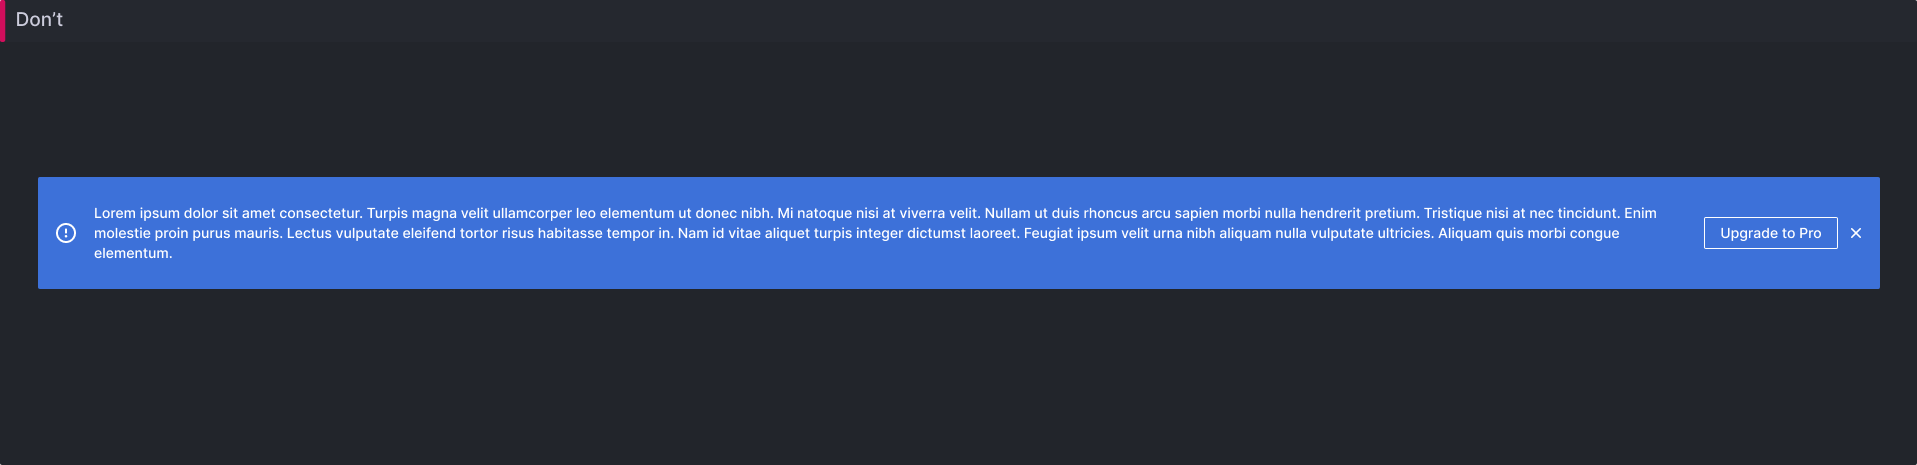 Don’t
Lorem ipsum dolor sit amet consectetur. Turpis magna velit ullamcorper leo elementum ut donec nibh. Mi natoque nisi at viverra velit. Nullam ut duis rhoncus arcu sapien morbi nulla hendrerit pretium. Tristique nisi at nec tincidunt. Enim
molestie proin purus mauris. Lectus vulputate eleifend tortor risus habitasse tempor in. Nam id vitae aliquet turpis integer dictumst laoreet. Feugiat ipsum velit urna nibh aliquam nulla vulputate ultricies. Aliquam quis morbi congue
elementum.
Upgrade to Pro